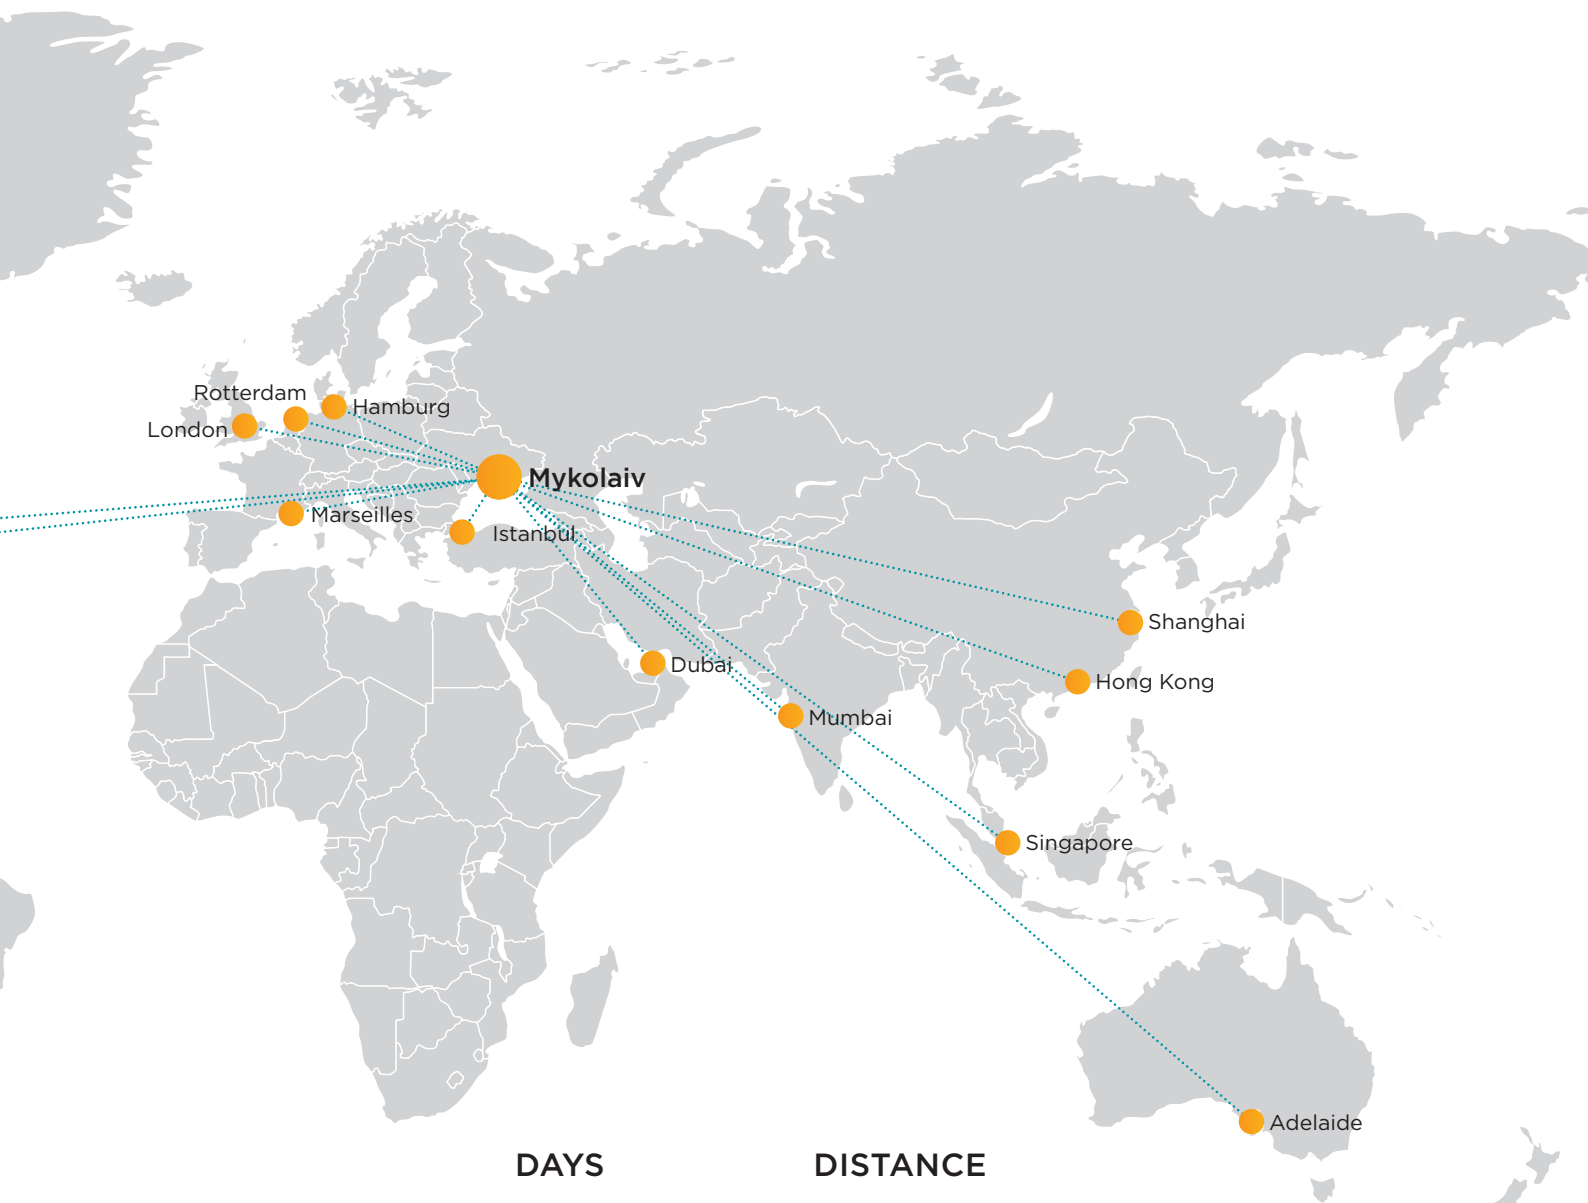 Rotterdam
Hamburg
London
Mykolaiv
Marseilles
Istanbul
Shanghai
Dubai
Hong Kong
Mumbai
Singapore
Adelaide
DAYS DISTANCE